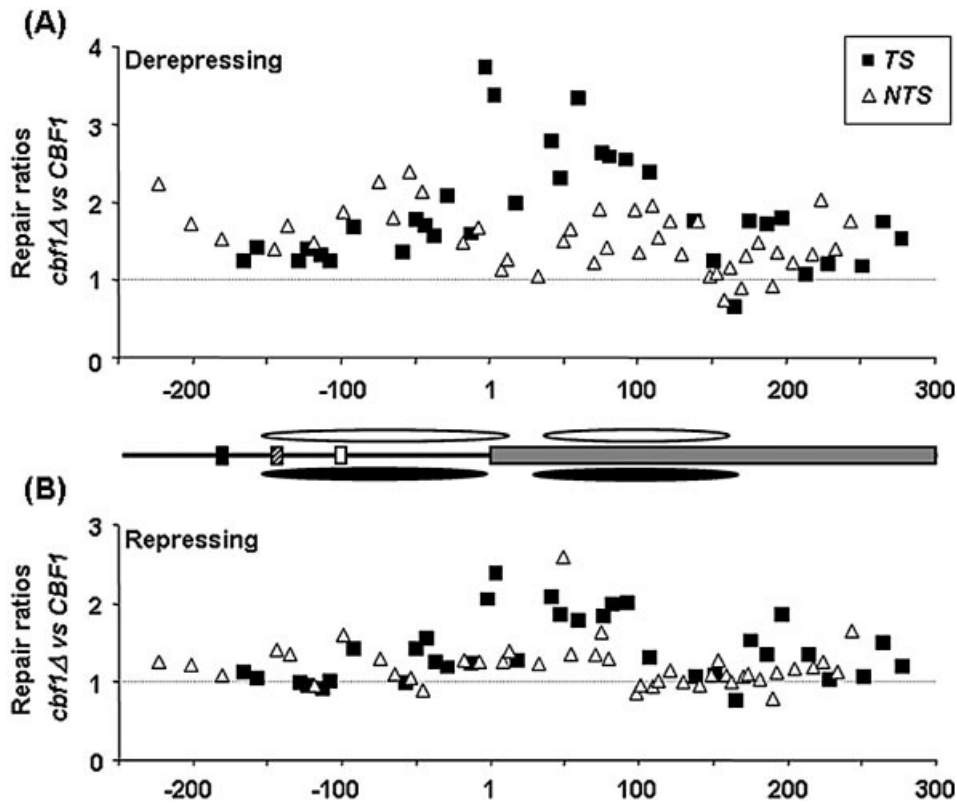 (A)
Derepressing
TS
NTS
Repair ratios
cbf1Δ vs CBF1
4
3
2
1
0
-200 -100 1 100 200 300
(B)
Repressing
Repair ratios
cbf1Δ vs CBF1
3
2
1
0
-200 -100 1 100 200 300